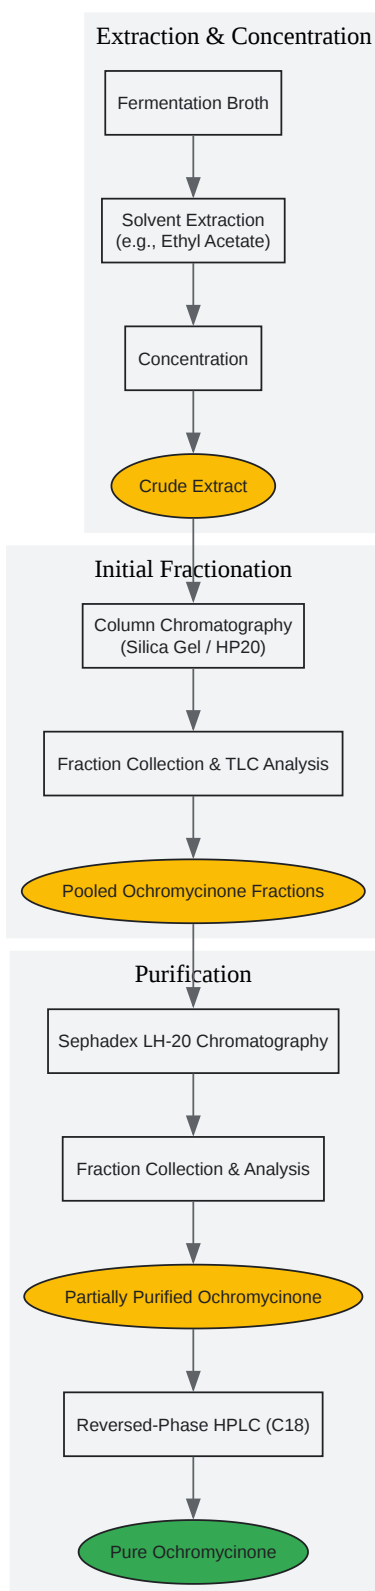 Extraction & Concentration
Fermentation Broth
Solvent Extraction
(e.g., Ethyl Acetate)
Concentration
Crude Extract
Initial Fractionation
Column Chromatography
(Silica Gel / HP20)
Fraction Collection & TLC Analysis
Pooled Ochromycinone Fractions
Purification
Sephadex LH-20 Chromatography
Fraction Collection & Analysis
Partially Purified Ochromycinone
Reversed-Phase HPLC (C18)
Pure Ochromycinone